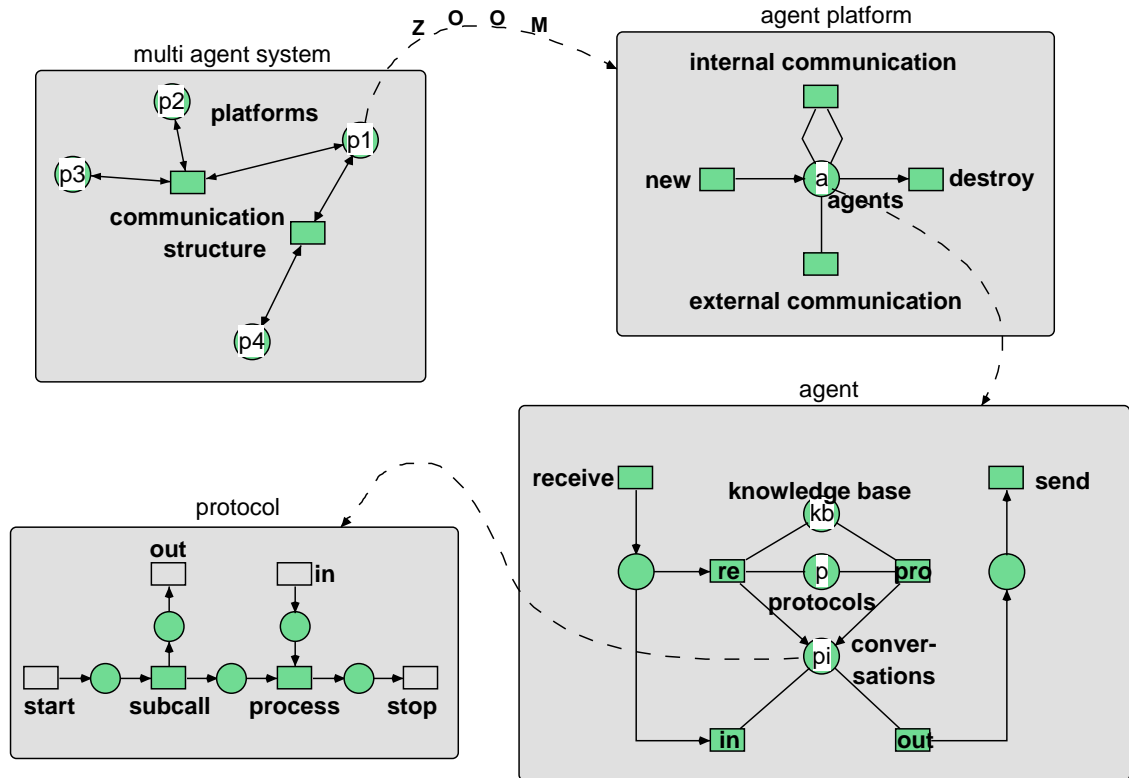 Z O O M
multi agent system
p2
platforms
p1
p3
communication
structure
p4
agent platform
internal communication
new
a
destroy
agents
external communication
agent
receive
knowledge base
send
kb
re
p
pro
protocols
pi
conver-
sations
in
out
protocol
out
in
start
subcall
process
stop